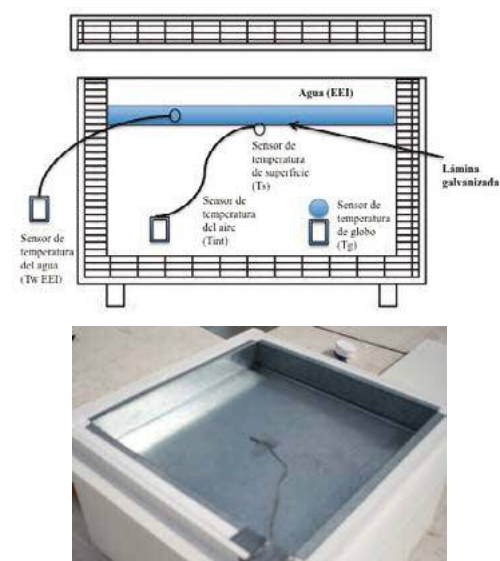 Agua (EEI)
Sensor de
temperatura
de superficie
(Ts)
Lámina
galvanizada
Sensor de
temperatura
del aire
(Tint)
Sensor de
temperatura
de globo
(Tg)
Sensor de
temperatura
del agua
(Tw EEI)